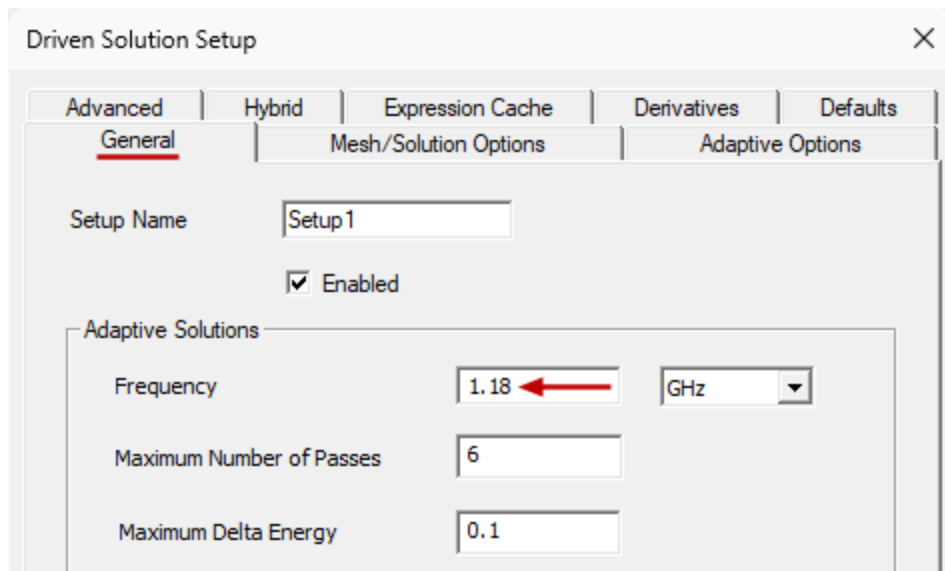 Driven Solution Setup
Advanced Hybrid Expression Cache Derivatives Defaults
General Mesh/Solution Options Adaptive Options
Setup Name Setup1
Enabled
Adaptive Solutions
Frequency 1.18 GHz
Maximum Number of Passes 6
Maximum Delta Energy 0.1